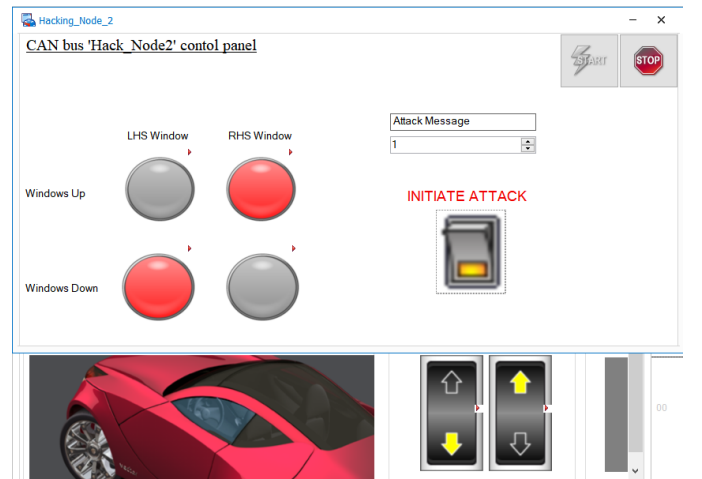 Hacking_Node_2
CAN bus 'Hack_Node2' contol panel
START
STOP
Attack Message
1
LHS Window
RHS Window
Windows Up
INITIATE ATTACK
Windows Down
00